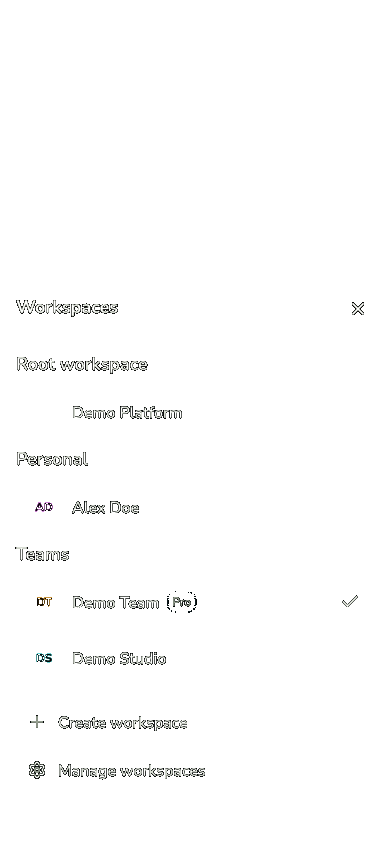 Workspaces
Root workspace
Demo Platform
Personal
AD Alex Doe
Teams
DT Demo Team Pro
DS Demo Studio
Create workspace
Manage workspaces